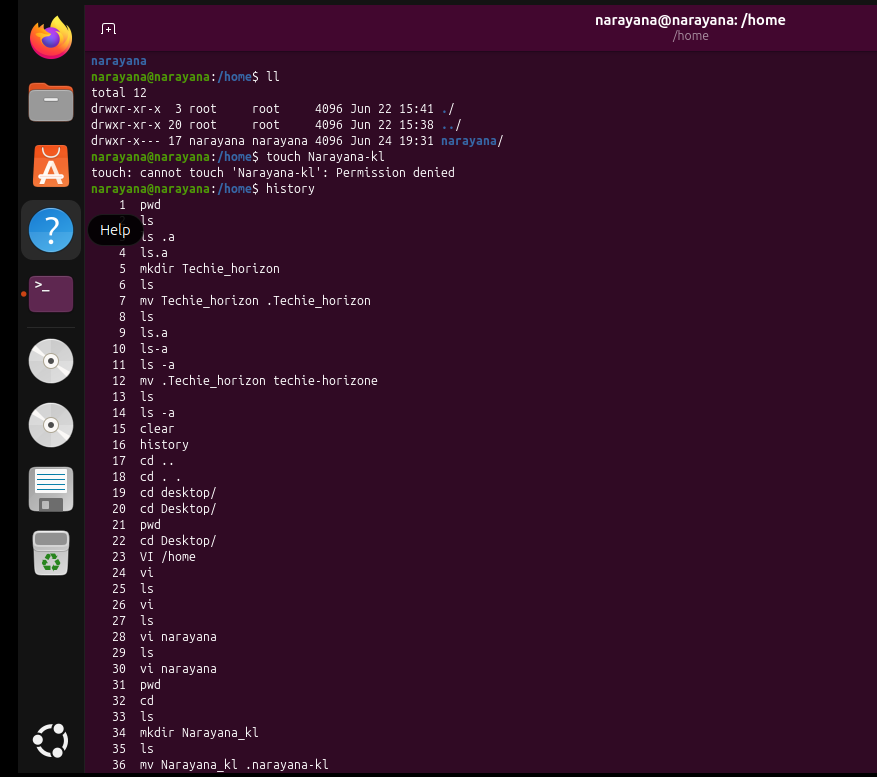 narayana@narayana: /home
/home
narayana
narayana@narayana:/home$ ll
total 12
drwxr-xr-x  3 root     root     4096 Jun 22 15:41 ./
drwxr-xr-x 20 root     root     4096 Jun 22 15:38 ../
drwxr-x--- 17 narayana narayana 4096 Jun 24 19:31 narayana/
narayana@narayana:/home$ touch Narayana-kl
touch: cannot touch 'Narayana-kl': Permission denied
narayana@narayana:/home$ history
1  pwd
ls
Help
ls .a
4  ls.a
5  mkdir Techie_horizon
6  ls
7  mv Techie_horizon .Techie_horizon
8  ls
9  ls.a
10  ls-a
11  ls -a
12  mv .Techie_horizon techie-horizone
13  ls
14  ls -a
15  clear
16  history
17  cd ..
18  cd . .
19  cd desktop/
20  cd Desktop/
21  pwd
22  cd Desktop/
23  VI /home
24  vi
25  ls
26  vi
27  ls
28  vi narayana
29  ls
30  vi narayana
31  pwd
32  cd
33  ls
34  mkdir Narayana_kl
35  ls
36  mv Narayana_kl .narayana-kl